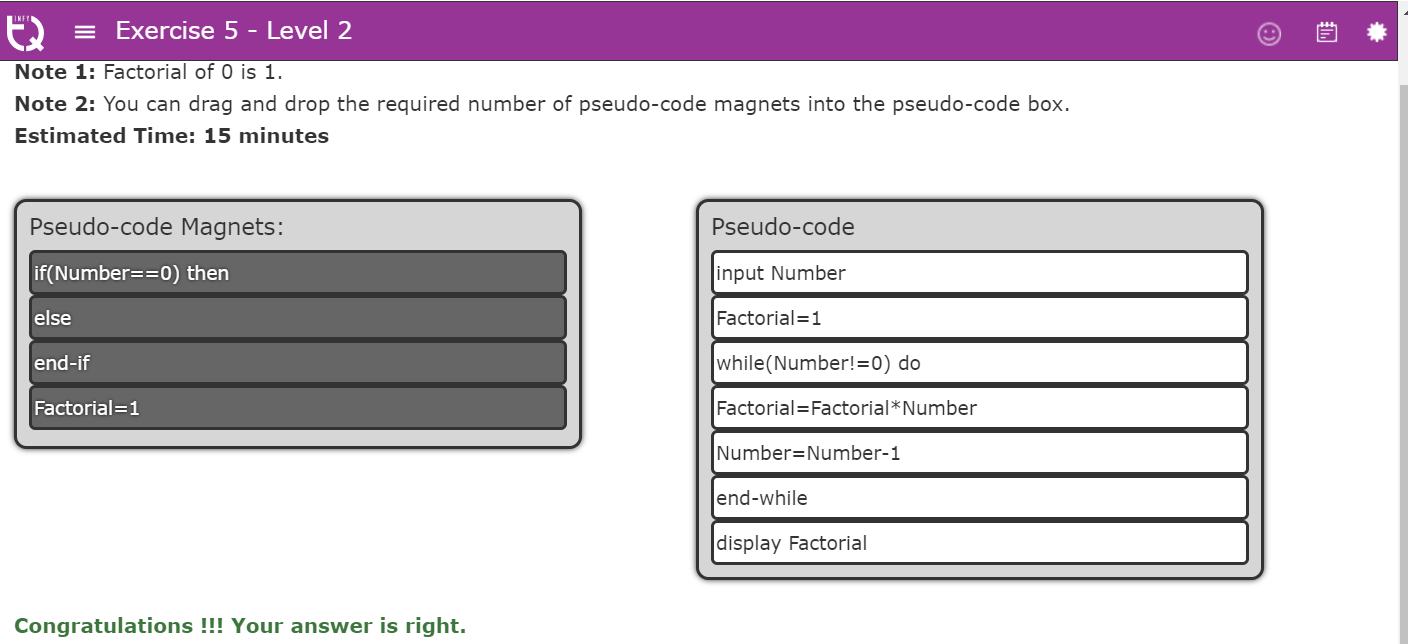 INFY
TQ
Exercise 5 - Level 2
Note 1: Factorial of 0 is 1.
Note 2: You can drag and drop the required number of pseudo-code magnets into the pseudo-code box.
Estimated Time: 15 minutes
Pseudo-code Magnets:
if(Number==0) then
else
end-if
Factorial=1
Pseudo-code
input Number
Factorial=1
while(Number!=0) do
Factorial=Factorial*Number
Number=Number-1
end-while
display Factorial
Congratulations !!! Your answer is right.